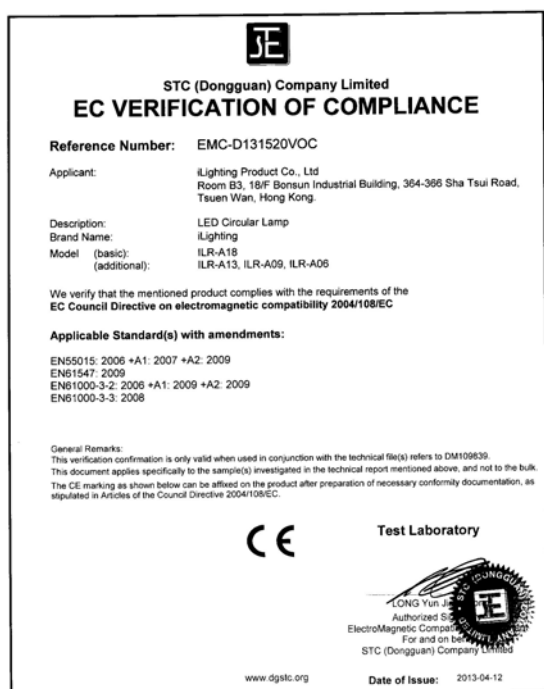 STC (Dongguan) Company Limited
EC VERIFICATION OF COMPLIANCE
Reference Number: EMC-D131520VOC
Applicant: iLighting Product Co., Ltd
Room B3, 18/F Bonsun Industrial Building, 364-366 Sha Tsui Road,
Tsuen Wan, Hong Kong.
Description: LED Circular Lamp
Brand Name: iLighting
Model (basic): ILR-A18
(additional): ILR-A13, ILR-A09, ILR-A06
We verify that the mentioned product complies with the requirements of the
EC Council Directive on electromagnetic compatibility 2004/108/EC
Applicable Standard(s) with amendments:
EN55015: 2006 +A1: 2007 +A2: 2009
EN61547: 2009
EN61000-3-2: 2006 +A1: 2009 +A2: 2009
EN61000-3-3: 2008
General Remarks:
This verification confirmation is only valid when used in conjunction with the technical file(s) refers to DM109839.
This document applies specifically to the sample(s) investigated in the technical report mentioned above, and not to the bulk.
The CE marking as shown below can be affixed on the product after preparation of necessary conformity documentation, as
stipulated in Articles of the Council Directive 2004/108/EC.
CE
Test Laboratory
LONG Yun
Authorized
ElectroMagnetic
For and on
STC (Dongguan) Company Limited
www.dgstc.org
Date of Issue: 2013-04-12